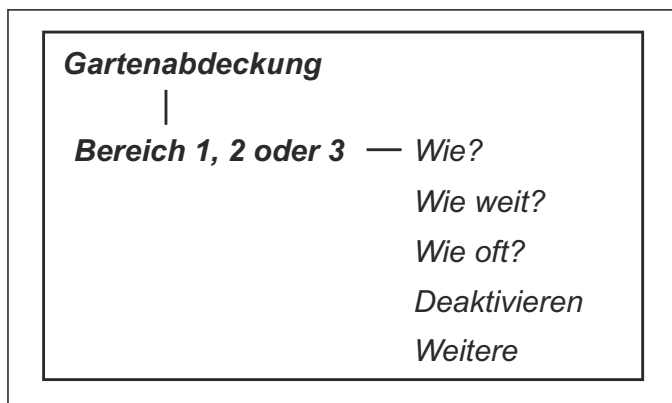 Gartenabdeckung
Bereich 1, 2 oder 3 — Wie?
Wie weit?
Wie oft?
Deaktivieren
Weitere